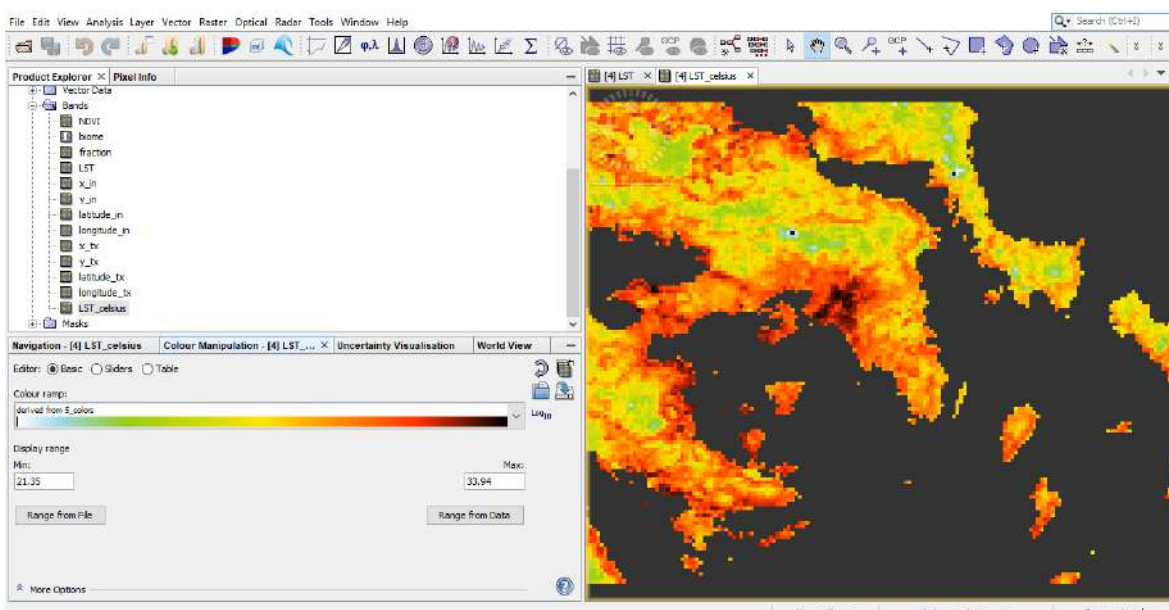 File Edit View Analysis Layer Vector Raster Optical Radar Tools Window Help
Search (Ctrl+I)
φ,λ Σ GCP GCP
Product Explorer × Pixel Info
[4] LST × [4] LST_celsius ×
Vector Data
Bands
NDVI
biome
fraction
LST
x_in
y_in
latitude_in
longitude_in
x_tx
y_tx
latitude_tx
longitude_tx
LST_celsius
Masks
Navigation - [4] LST_celsius Colour Manipulation - [4] LST_... × Uncertainty Visualisation World View
Editor: Basic Sliders Table
Colour ramp:
derived from 5_colors
Log10
Display range
Min: Max:
21.35 33.94
Range from File Range from Data
More Options